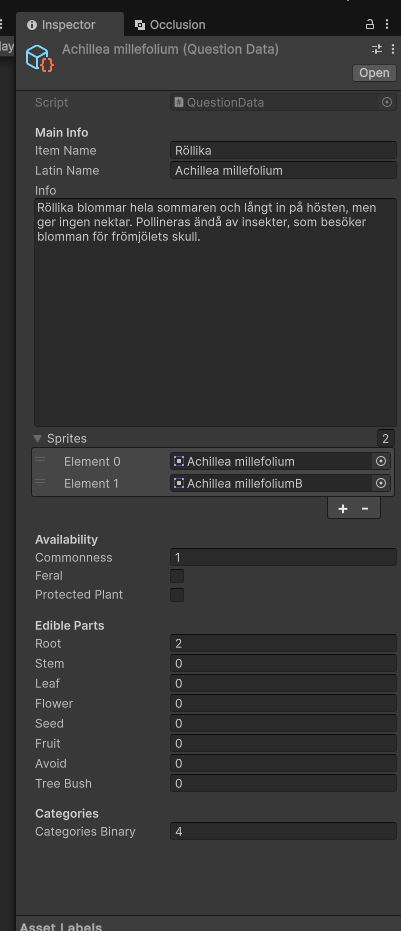 Inspector
Occlusion
lay
Achillea millefolium (Question Data)
Open
Script
# QuestionData
Main Info
Item Name
Röllika
Latin Name
Achillea millefolium
Info
Röllika blommar hela sommaren och långt in på hösten, men
ger ingen nektar. Pollineras ändå av insekter, som besöker
blomman för frömjölets skull.
Sprites
2
Element 0
Achillea millefolium
Element 1
Achillea millefoliumB
+ -
Availability
Commonness
1
Feral
Protected Plant
Edible Parts
Root
2
Stem
0
Leaf
0
Flower
0
Seed
0
Fruit
0
Avoid
0
Tree Bush
0
Categories
Categories Binary
4
Asset Labels